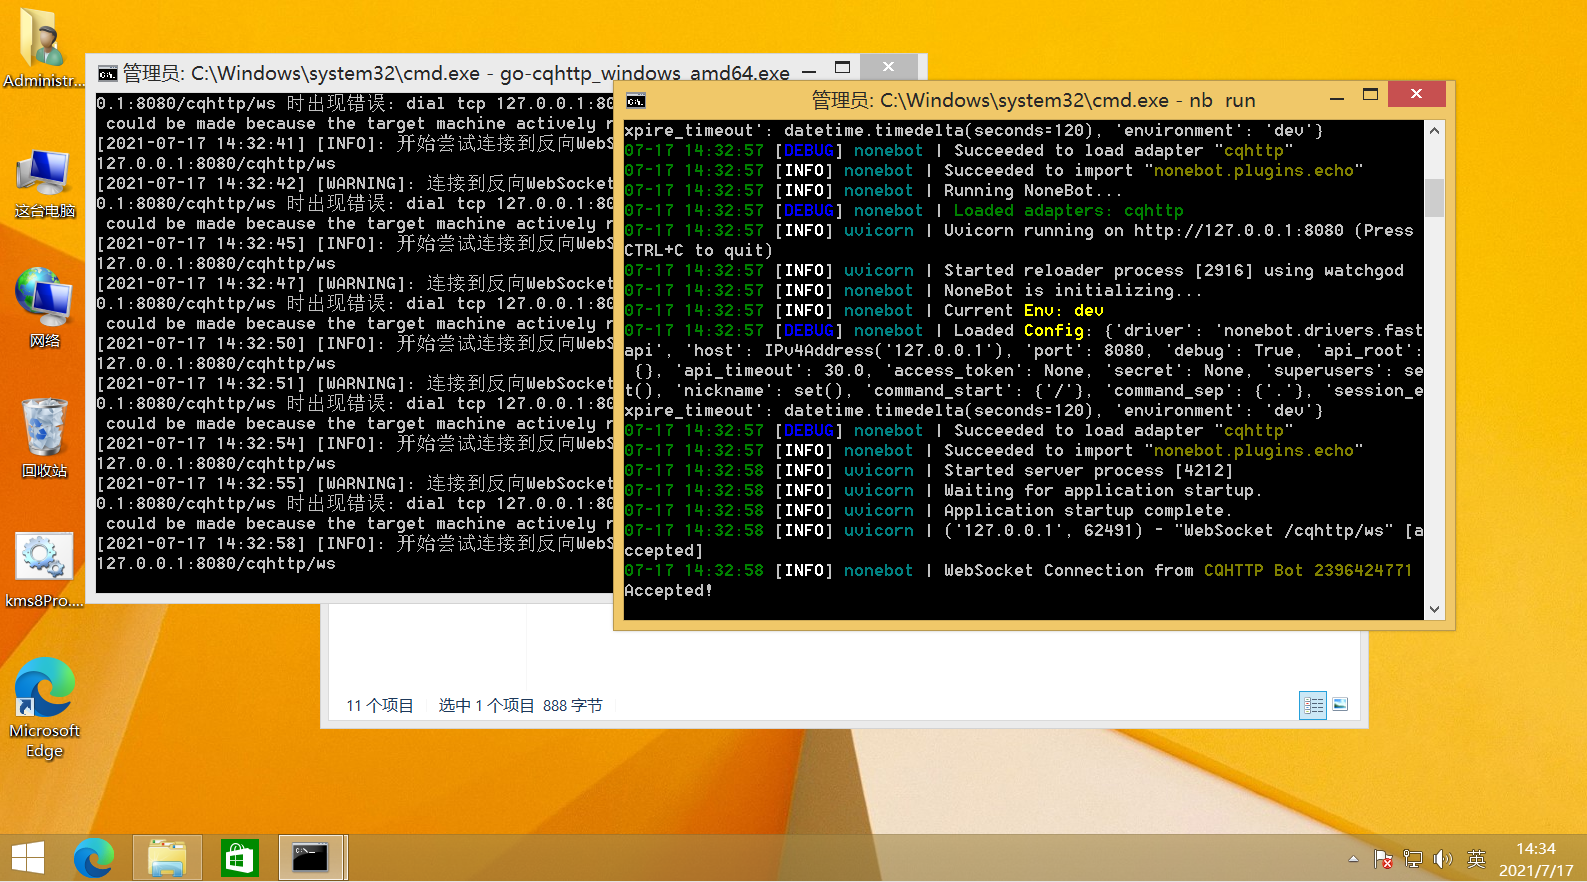 Administr...
这台电脑
网络
回收站
kms8Pro....
Microsoft
Edge
管理员: C:\Windows\system32\cmd.exe - go-cqhttp_windows_amd64.exe
0.1:8080/cqhttp/ws 时出现错误: dial tcp 127.0.0.1:80
could be made because the target machine actively r
[2021-07-17 14:32:41] [INFO]: 开始尝试连接到反向WebS
127.0.0.1:8080/cqhttp/ws
[2021-07-17 14:32:42] [WARNING]: 连接到反向WebSocket
0.1:8080/cqhttp/ws 时出现错误: dial tcp 127.0.0.1:80
could be made because the target machine actively r
[2021-07-17 14:32:45] [INFO]: 开始尝试连接到反向WebS
127.0.0.1:8080/cqhttp/ws
[2021-07-17 14:32:47] [WARNING]: 连接到反向WebSocket
0.1:8080/cqhttp/ws 时出现错误: dial tcp 127.0.0.1:80
could be made because the target machine actively r
[2021-07-17 14:32:50] [INFO]: 开始尝试连接到反向WebS
127.0.0.1:8080/cqhttp/ws
[2021-07-17 14:32:51] [WARNING]: 连接到反向WebSocket
0.1:8080/cqhttp/ws 时出现错误: dial tcp 127.0.0.1:80
could be made because the target machine actively r
[2021-07-17 14:32:54] [INFO]: 开始尝试连接到反向WebS
127.0.0.1:8080/cqhttp/ws
[2021-07-17 14:32:55] [WARNING]: 连接到反向WebSocket
0.1:8080/cqhttp/ws 时出现错误: dial tcp 127.0.0.1:80
could be made because the target machine actively r
[2021-07-17 14:32:58] [INFO]: 开始尝试连接到反向WebS
127.0.0.1:8080/cqhttp/ws
管理员: C:\Windows\system32\cmd.exe - nb run
xpire_timeout': datetime.timedelta(seconds=120), 'environment': 'dev'}
07-17 14:32:57 [DEBUG] nonebot | Succeeded to load adapter "cqhttp"
07-17 14:32:57 [INFO] nonebot | Succeeded to import "nonebot.plugins.echo"
07-17 14:32:57 [INFO] nonebot | Running NoneBot...
07-17 14:32:57 [DEBUG] nonebot | Loaded adapters: cqhttp
07-17 14:32:57 [INFO] uvicorn | Uvicorn running on http://127.0.0.1:8080 (Press
CTRL+C to quit)
07-17 14:32:57 [INFO] uvicorn | Started reloader process [2916] using watchgod
07-17 14:32:57 [INFO] nonebot | NoneBot is initializing...
07-17 14:32:57 [INFO] nonebot | Current Env: dev
07-17 14:32:57 [DEBUG] nonebot | Loaded Config: {'driver': 'nonebot.drivers.fast
api', 'host': IPv4Address('127.0.0.1'), 'port': 8080, 'debug': True, 'api_root':
{}, 'api_timeout': 30.0, 'access_token': None, 'secret': None, 'superusers': se
t(), 'nickname': set(), 'command_start': {'/'}, 'command_sep': {'.'}, 'session_e
xpire_timeout': datetime.timedelta(seconds=120), 'environment': 'dev'}
07-17 14:32:57 [DEBUG] nonebot | Succeeded to load adapter "cqhttp"
07-17 14:32:57 [INFO] nonebot | Succeeded to import "nonebot.plugins.echo"
07-17 14:32:58 [INFO] uvicorn | Started server process [4212]
07-17 14:32:58 [INFO] uvicorn | Waiting for application startup.
07-17 14:32:58 [INFO] uvicorn | Application startup complete.
07-17 14:32:58 [INFO] uvicorn | ('127.0.0.1', 62491) - "WebSocket /cqhttp/ws" [a
ccepted]
07-17 14:32:58 [INFO] nonebot | WebSocket Connection from CQHTTP Bot 2396424771
Accepted!
11 个项目 选中 1 个项目 888 字节
英
14:34
2021/7/17